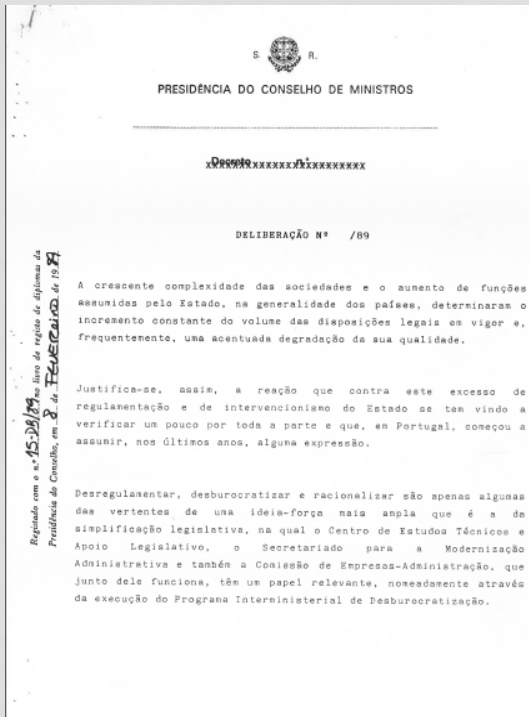 S. R.
PRESIDÊNCIA DO CONSELHO DE MINISTROS
Decreto n.º
DELIBERAÇÃO Nº /89
A crescente complexidade das sociedades e o aumento de funções
assumidas pelo Estado, na generalidade dos países, determinaram o
incremento constante do volume das disposições legais em vigor e,
frequentemente, uma acentuada degradação da sua qualidade.
Justifica-se, assim, a reação que contra este excesso de
regulamentação e de intervencionismo do Estado se tem vindo a
verificar um pouco por toda a parte e que, em Portugal, começou a
assumir, nos últimos anos, alguma expressão.
Desregulamentar, desburocratizar e racionalizar são apenas algumas
das vertentes de uma ideia-força mais ampla que é a da
simplificação legislativa, na qual o Centro de Estudos Técnicos e
Apoio Legislativo, o Secretariado para a Modernização
Administrativa e também a Comissão de Empresas-Administração, que
junto dele funciona, têm um papel relevante, nomeadamente através
da execução do Programa Interministerial de Desburocratização.
Registado com o n.º 15-DB/89 no livro de registo de diplomas da
Presidência do Conselho, em 8 de FEVEREIRO de 1989